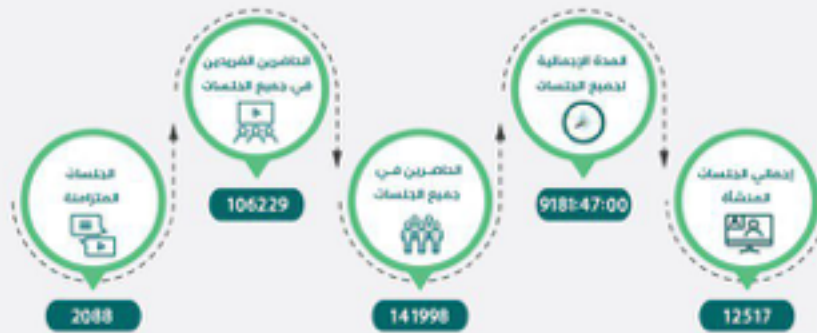 إجمالي الجلسات
المنشأة
12517
المدة الإجمالية
لجميع الجلسات
9181:47:00
الحاضرين في
جميع الجلسات
141998
الحاضرين الفريدين
في جميع الجلسات
106229
الجلسات
المتزامنة
2088